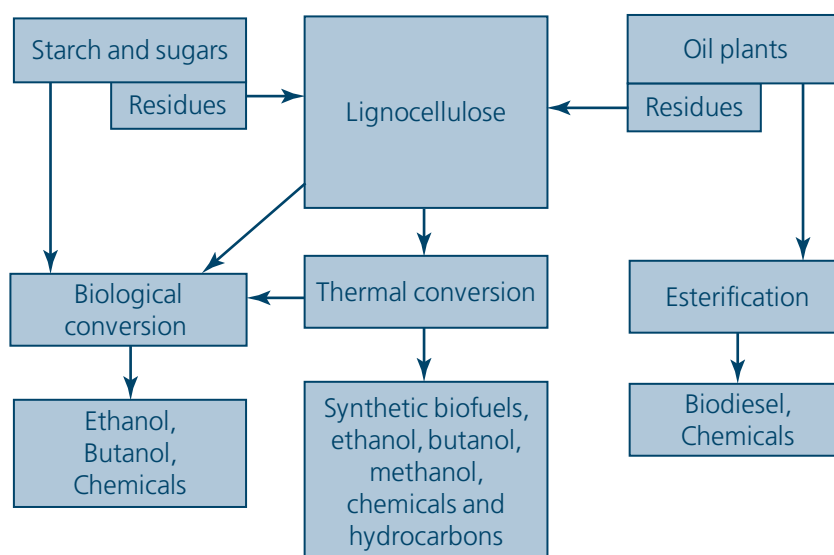 Starch and sugars
Residues
Lignocellulose
Oil plants
Residues
Biological
conversion
Thermal conversion
Esterification
Ethanol,
Butanol,
Chemicals
Synthetic biofuels,
ethanol, butanol,
methanol,
chemicals and
hydrocarbons
Biodiesel,
Chemicals